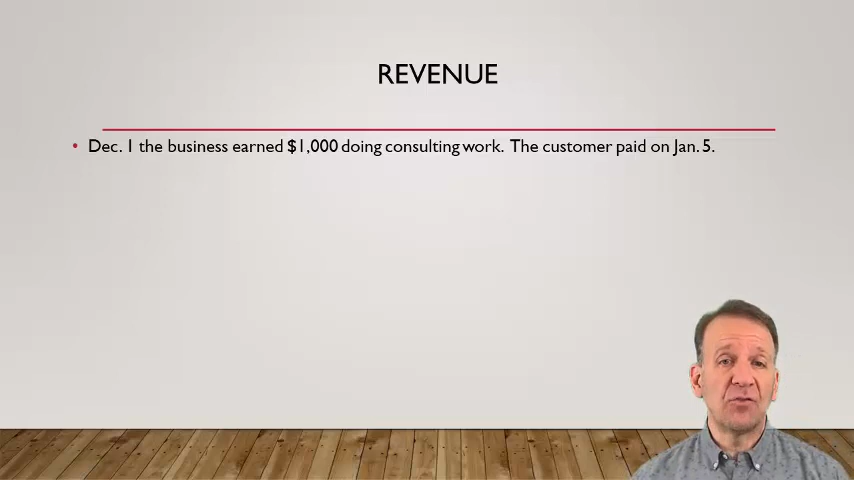 REVENUE
• Dec. 1 the business earned $1,000 doing consulting work. The customer paid on Jan. 5.